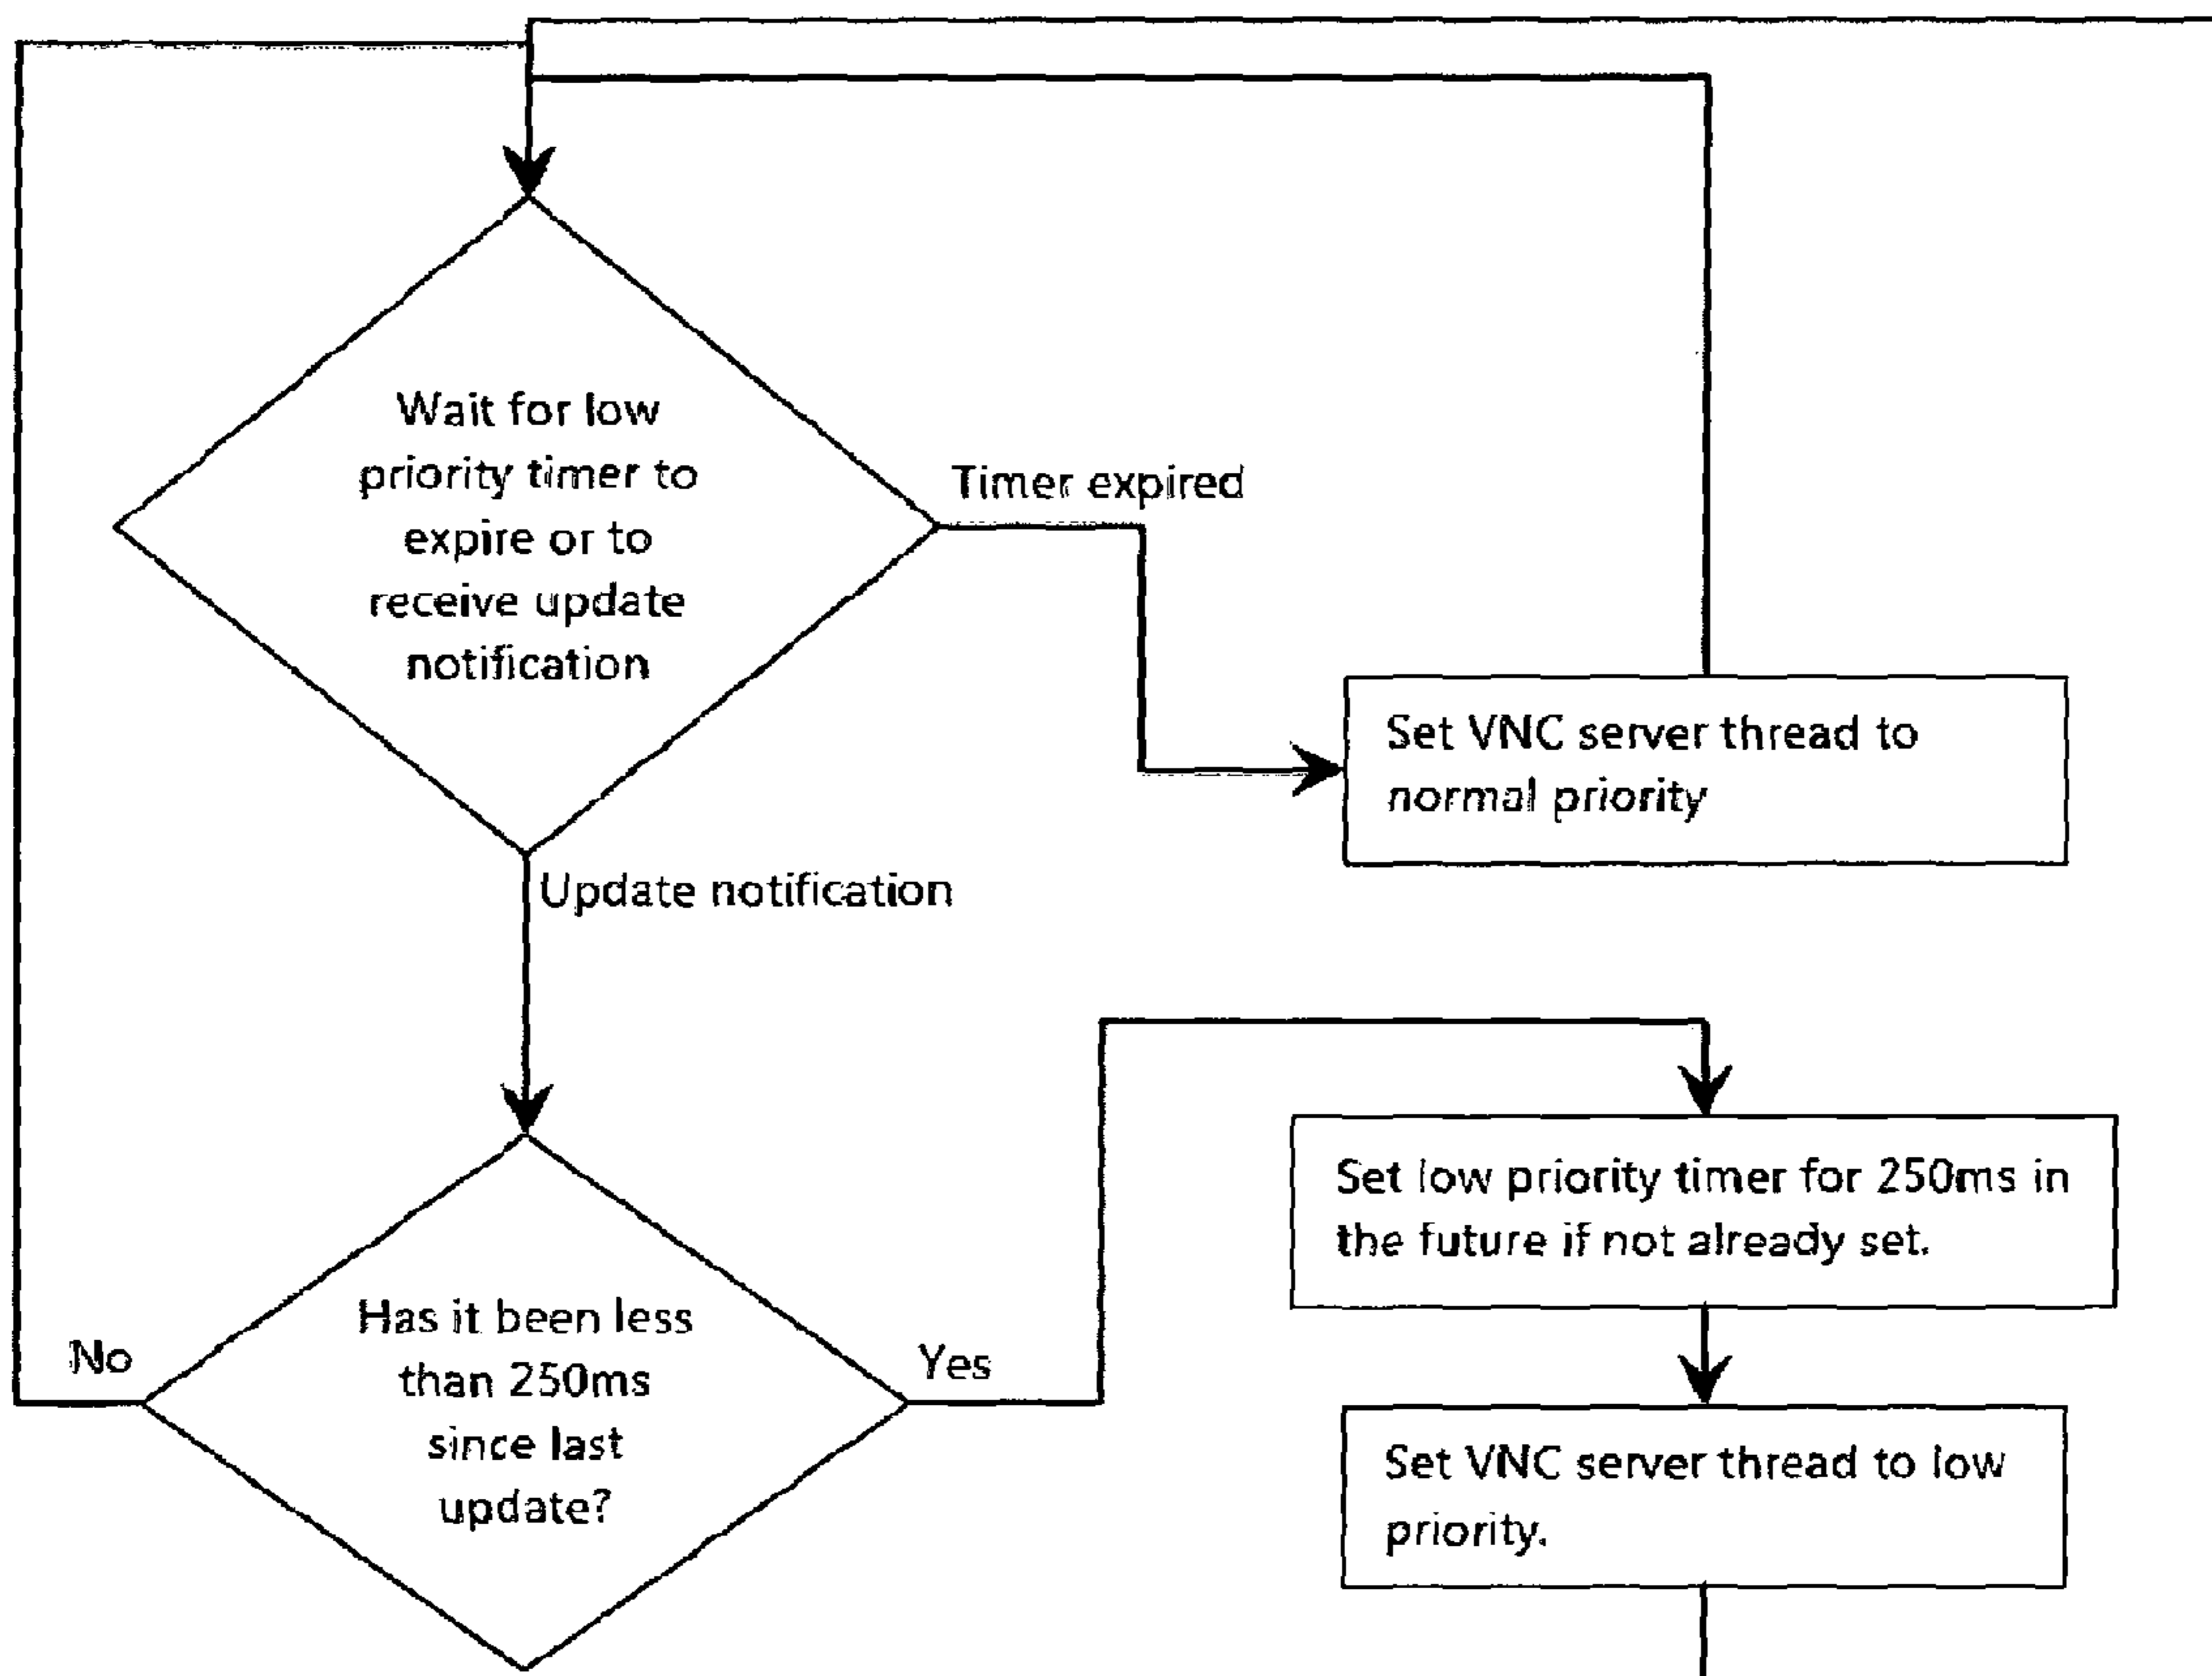 Wait for low
priority timer to
expire or to
receive update
notification
Timer expired
Set VNC server thread to
normal priority
Update notification
Set low priority timer for 250ms in
the future if not already set.
Has it been less
than 250ms
since last
update?
No
Yes
Set VNC server thread to low
priority.